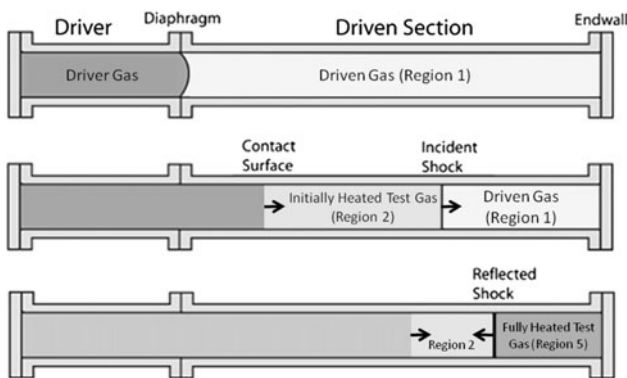 Driver
Diaphragm
Driven Section
Endwall
Driver Gas
Driven Gas (Region 1)
Contact
Surface
Incident
Shock
Initially Heated Test Gas
(Region 2)
Driven Gas
(Region 1)
Reflected
Shock
Region 2
Fully Heated Test
Gas (Region 5)